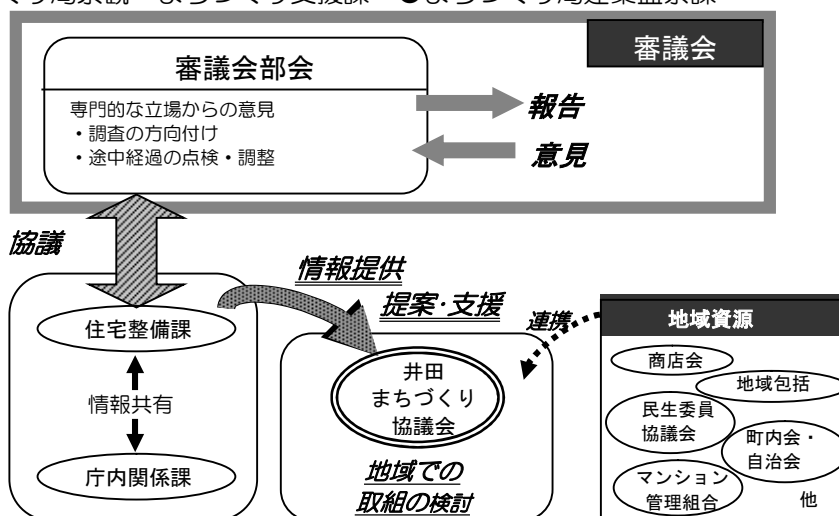 審議会
審議会部会
専門的な立場からの意見
・調査の方向付け
・途中経過の点検・調整
報告
意見
協議
情報提供
提案・支援
連携
住宅整備課
情報共有
庁内関係課
井田
まちづくり
協議会
地域での
取組の検討
地域資源
商店会
地域包括
民生委員
協議会
町内会・
自治会
マンション
管理組合
他